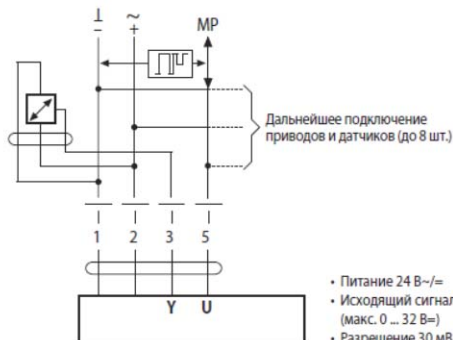 ⊥ ~
– + MP
Дальнейшее подключение
приводов и датчиков (до 8 шт.)
1 2 3 5
Y U
• Питание 24 В~/=
• Исходящий сигнал
(макс. 0 ... 32 В=)
• Разрешение 30 мВ